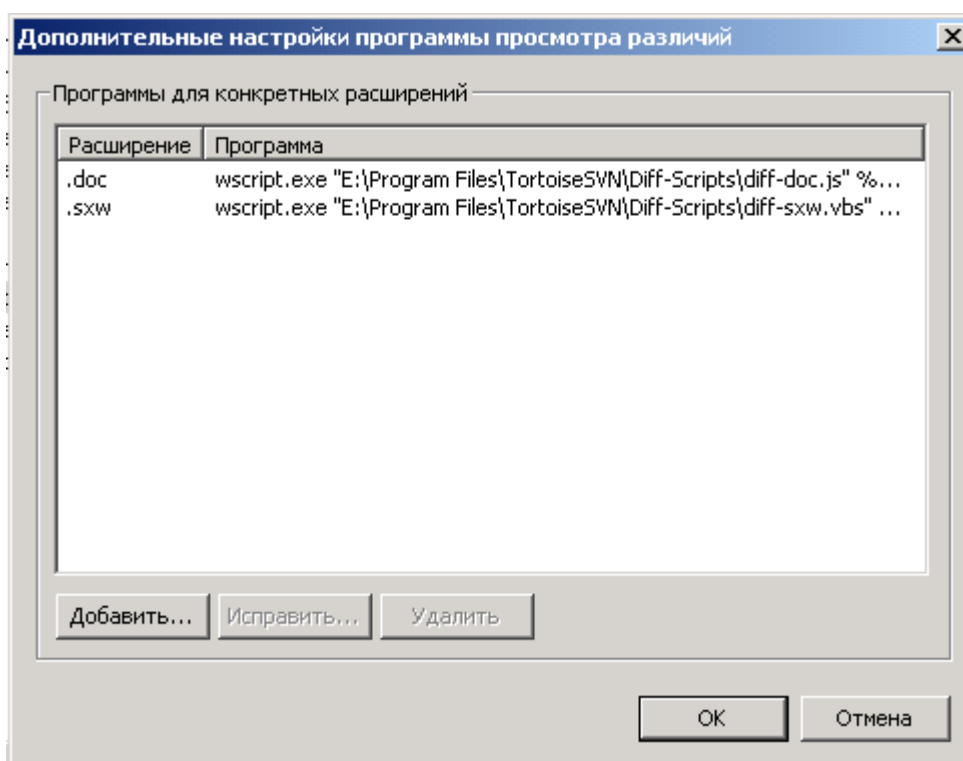 Дополнительные настройки программы просмотра различий
Программы для конкретных расширений
Расширение Программа
.doc wscript.exe "E:\Program Files\TortoiseSVN\Diff-Scripts\diff-doc.js" %...
.sxw wscript.exe "E:\Program Files\TortoiseSVN\Diff-Scripts\diff-sxw.vbs" ...
Добавить... Исправить... Удалить
OK Отмена